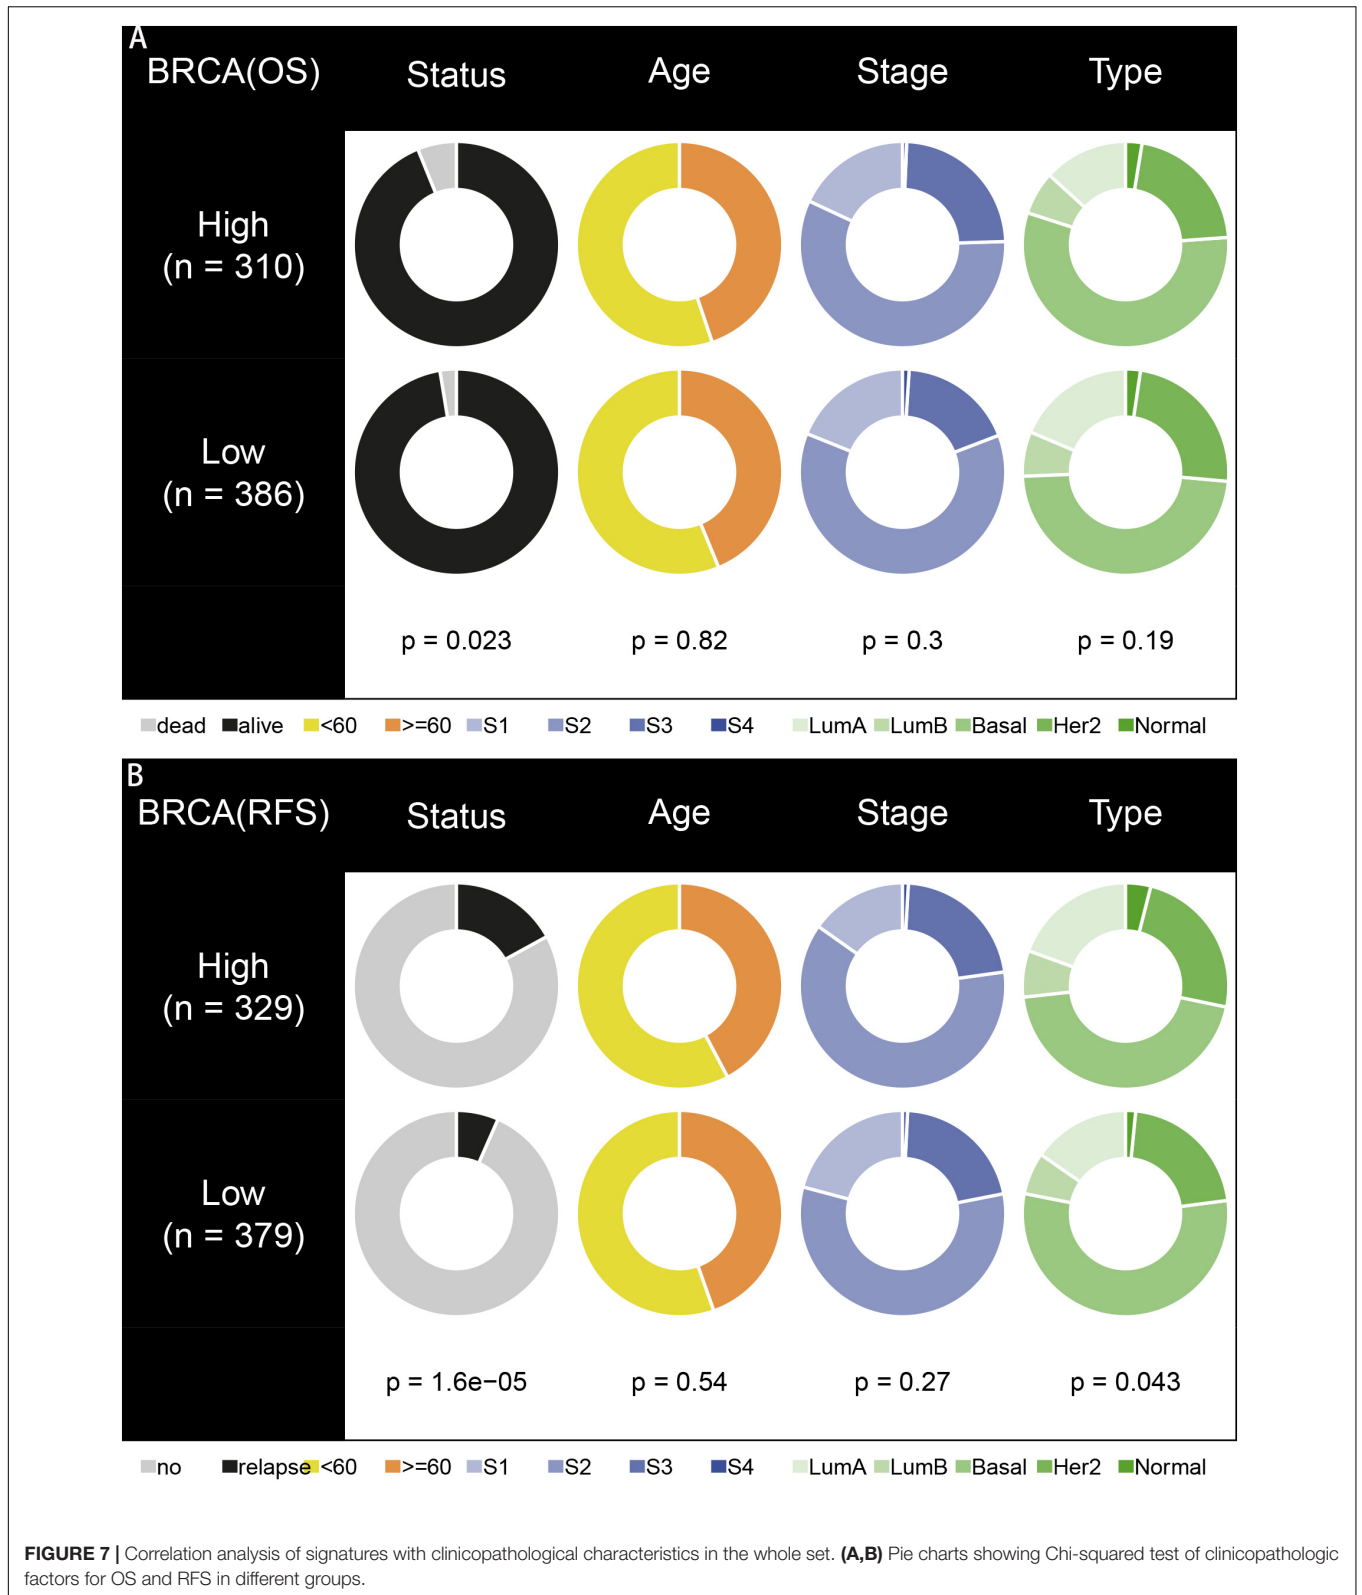 A
BRCA(OS) Status Age Stage Type
High
(n = 310)
Low
(n = 386)
p = 0.023 p = 0.82 p = 0.3 p = 0.19
dead alive <60 >=60 S1 S2 S3 S4 LumA LumB Basal Her2 Normal
B
BRCA(RFS) Status Age Stage Type
High
(n = 329)
Low
(n = 379)
p = 1.6e−05 p = 0.54 p = 0.27 p = 0.043
no relapse <60 >=60 S1 S2 S3 S4 LumA LumB Basal Her2 Normal
FIGURE 7 | Correlation analysis of signatures with clinicopathological characteristics in the whole set. (A,B) Pie charts showing Chi-squared test of clinicopathologic
factors for OS and RFS in different groups.